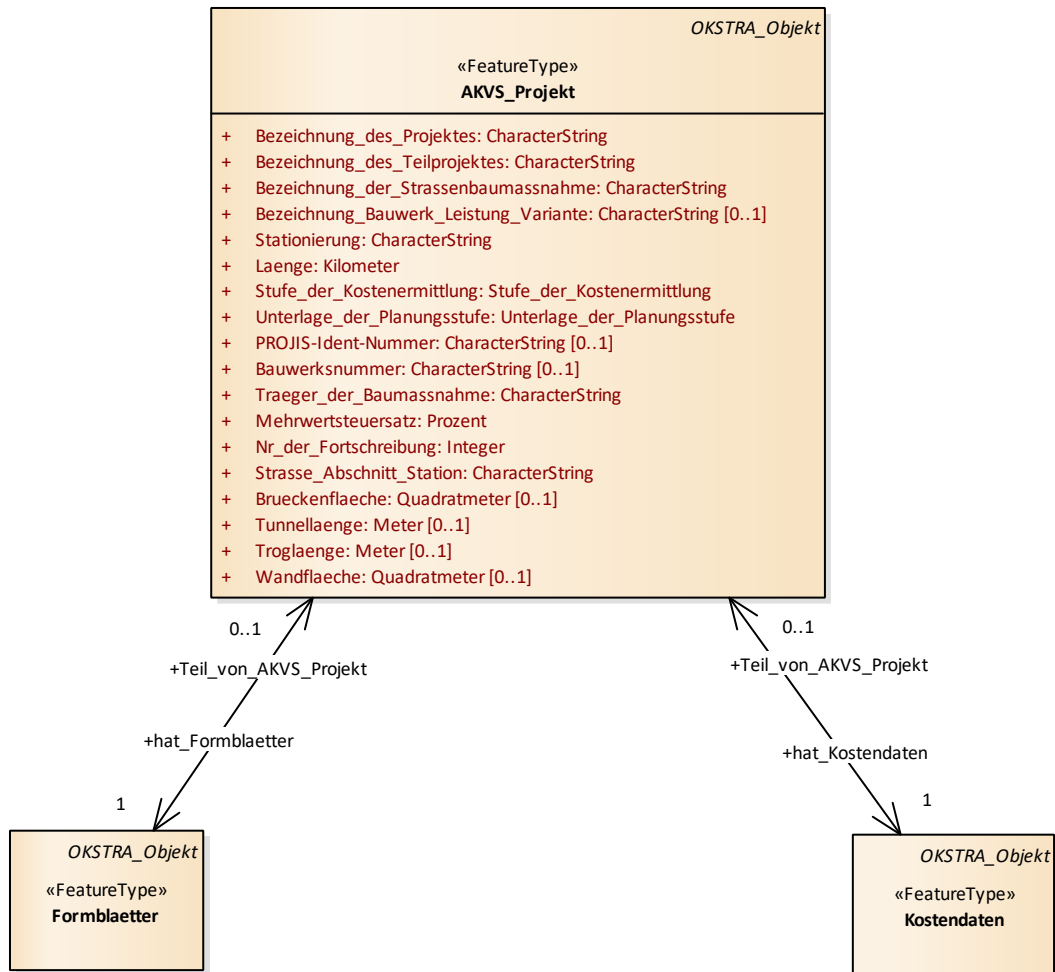 OKSTRA_Objekt
«FeatureType»
AKVS_Projekt
+ Bezeichnung_des_Projektes: CharacterString
+ Bezeichnung_des_Teilprojektes: CharacterString
+ Bezeichnung_der_Strassenbaumassnahme: CharacterString
+ Bezeichnung_Bauwerk_Leistung_Variante: CharacterString [0..1]
+ Stationierung: CharacterString
+ Laenge: Kilometer
+ Stufe_der_Kostenermittlung: Stufe_der_Kostenermittlung
+ Unterlage_der_Planungsstufe: Unterlage_der_Planungsstufe
+ PROJIS-Ident-Nummer: CharacterString [0..1]
+ Bauwerksnummer: CharacterString [0..1]
+ Traeger_der_Baumassnahme: CharacterString
+ Mehrwertsteuersatz: Prozent
+ Nr_der_Fortschreibung: Integer
+ Strasse_Abschnitt_Station: CharacterString
+ Brueckenflaeche: Quadratmeter [0..1]
+ Tunnellaenge: Meter [0..1]
+ Troglaenge: Meter [0..1]
+ Wandflaeche: Quadratmeter [0..1]
0..1
+Teil_von_AKVS_Projekt
+hat_Formblaetter
1
0..1
+Teil_von_AKVS_Projekt
+hat_Kostendaten
1
OKSTRA_Objekt
«FeatureType»
Formblaetter
OKSTRA_Objekt
«FeatureType»
Kostendaten